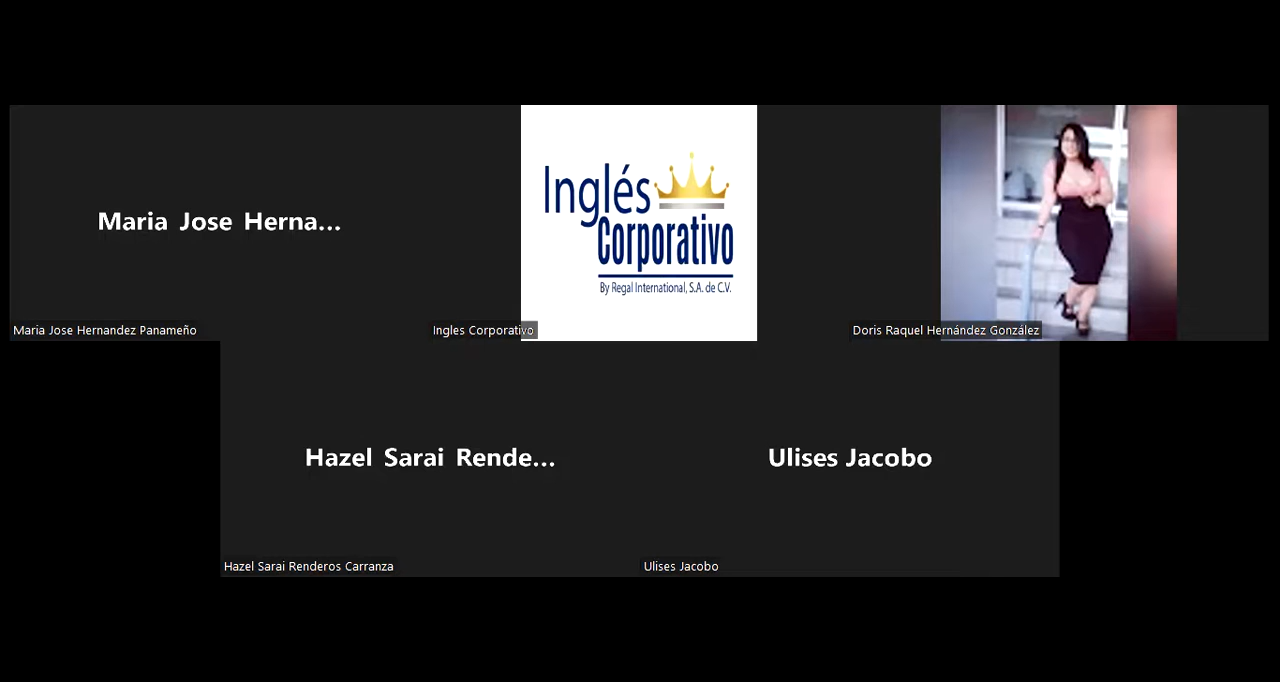 Maria Jose Herna...
Maria Jose Hernandez Panameño
Inglés
Corporativo
By Regal International, S.A. de C.V.
Ingles Corporativo
Doris Raquel Hernández González
Hazel Sarai Rende...
Hazel Sarai Renderos Carranza
Ulises Jacobo
Ulises Jacobo